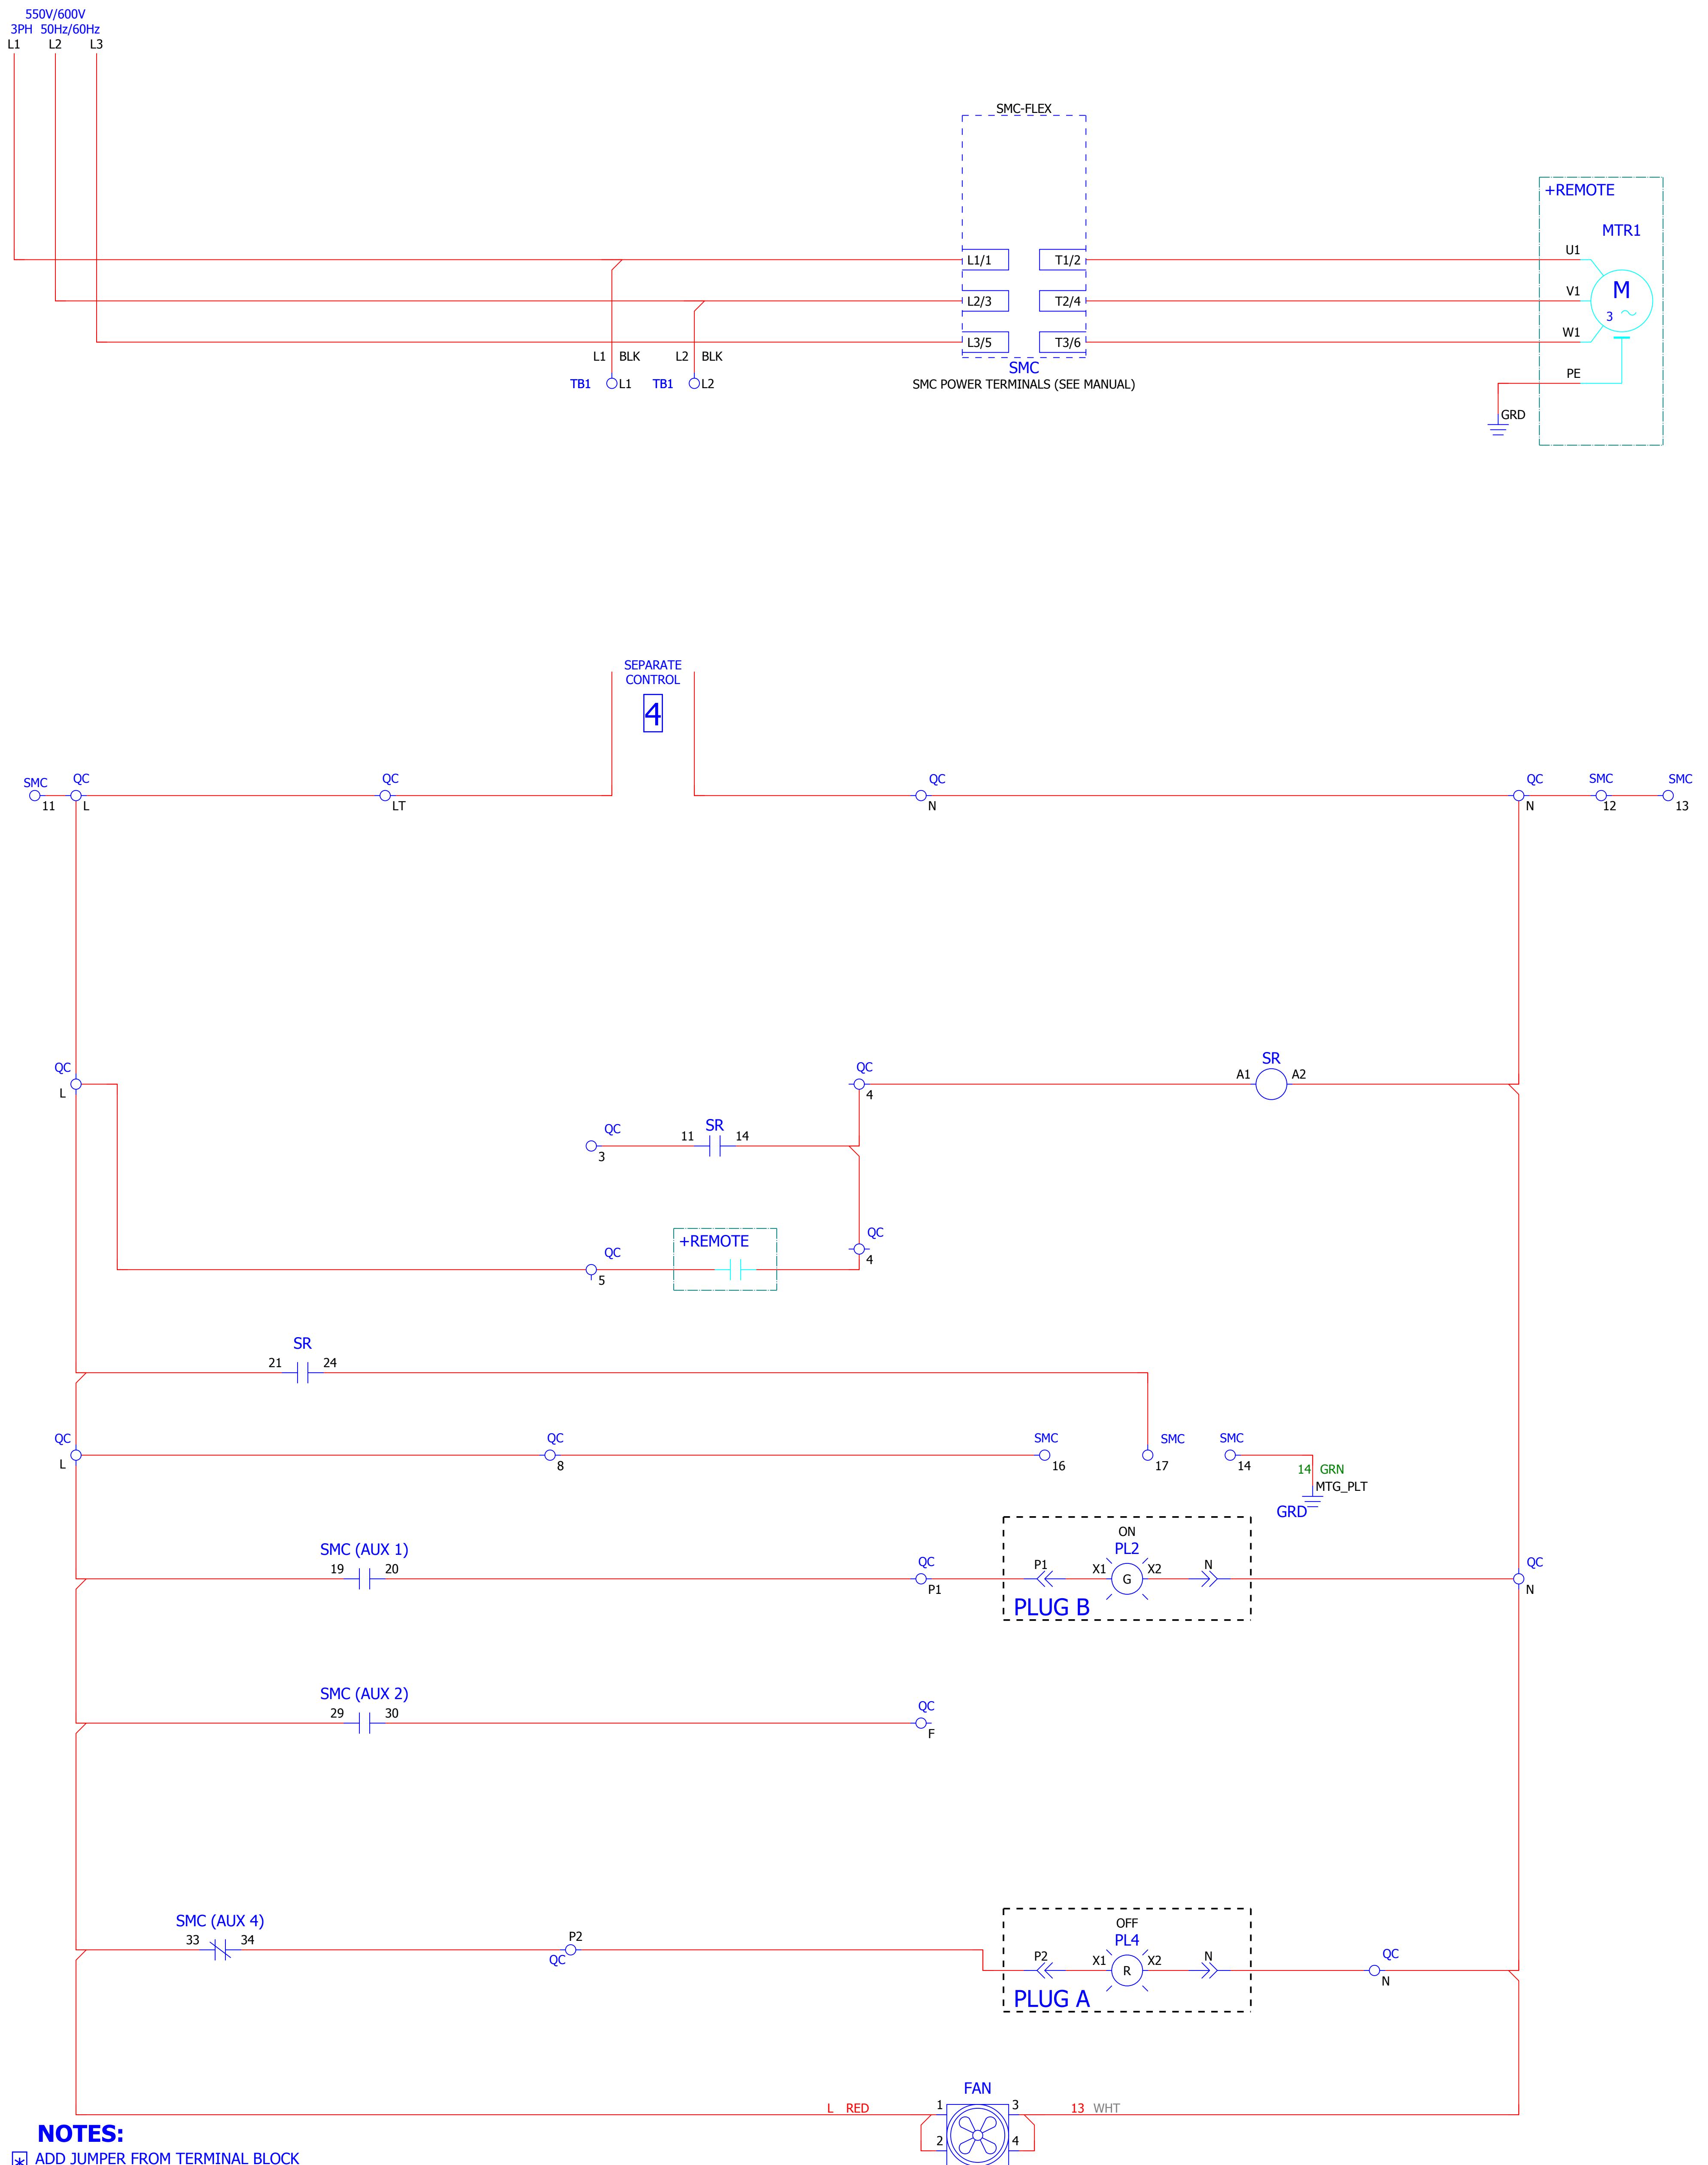 550V/600V
3PH 50Hz/60Hz
L1 L2 L3
SMC-FLEX
+REMOTE
MTR1
L1/1 T1/2 U1
M
3
L2/3 T2/4 V1
L3/5 T3/6 W1
L1 BLK L2 BLK
SMC
PE
TB1 L1 TB1 L2
SMC POWER TERMINALS (SEE MANUAL)
GRD
SEPARATE
CONTROL
4
SMC QC QC QC QC SMC SMC
11 L LT N N 12 13
QC QC SR
L 4 A1 A2
QC SR
3 11 14
QC +REMOTE QC
5 4
SR
21 24
QC QC SMC SMC SMC
L 8 16 17 14
14 GRN
MTG_PLT
GRD
ON
SMC (AUX 1) PL2
19 20 QC P1 X1 G X2 N QC
P1 N
PLUG B
SMC (AUX 2)
29 30 QC
F
SMC (AUX 4) OFF
33 34 P2 PL4
QC P2 X1 R X2 N QC
N
PLUG A
FAN
L RED 1 3 13 WHT
2 4
NOTES:
* ADD JUMPER FROM TERMINAL BLOCK